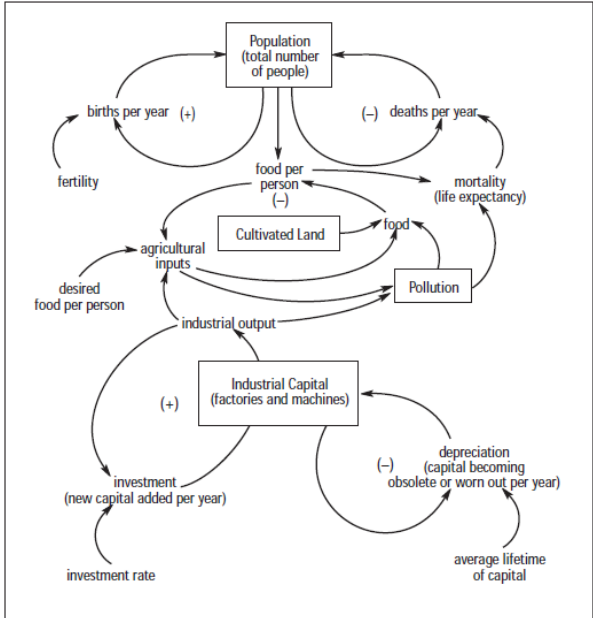 Population
(total number
of people)
births per year (+)
(–) deaths per year
fertility
food per
person
(–)
mortality
(life expectancy)
Cultivated Land
food
agricultural
inputs
desired
food per person
Pollution
industrial output
Industrial Capital
(factories and machines)
(+)
(–)
depreciation
(capital becoming
obsolete or worn out per year)
investment
(new capital added per year)
average lifetime
of capital
investment rate